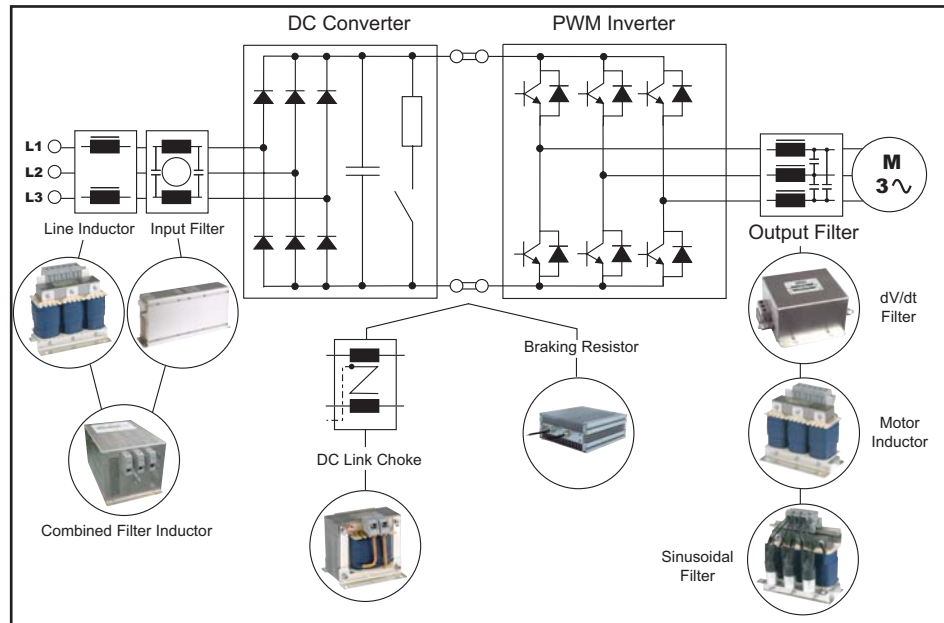 DC Converter
PWM Inverter
L1
L2
L3
M
3∿
Line Inductor
Input Filter
Output Filter
dV/dt
Filter
Braking Resistor
Motor
Inductor
DC Link Choke
Combined Filter Inductor
Sinusoidal
Filter